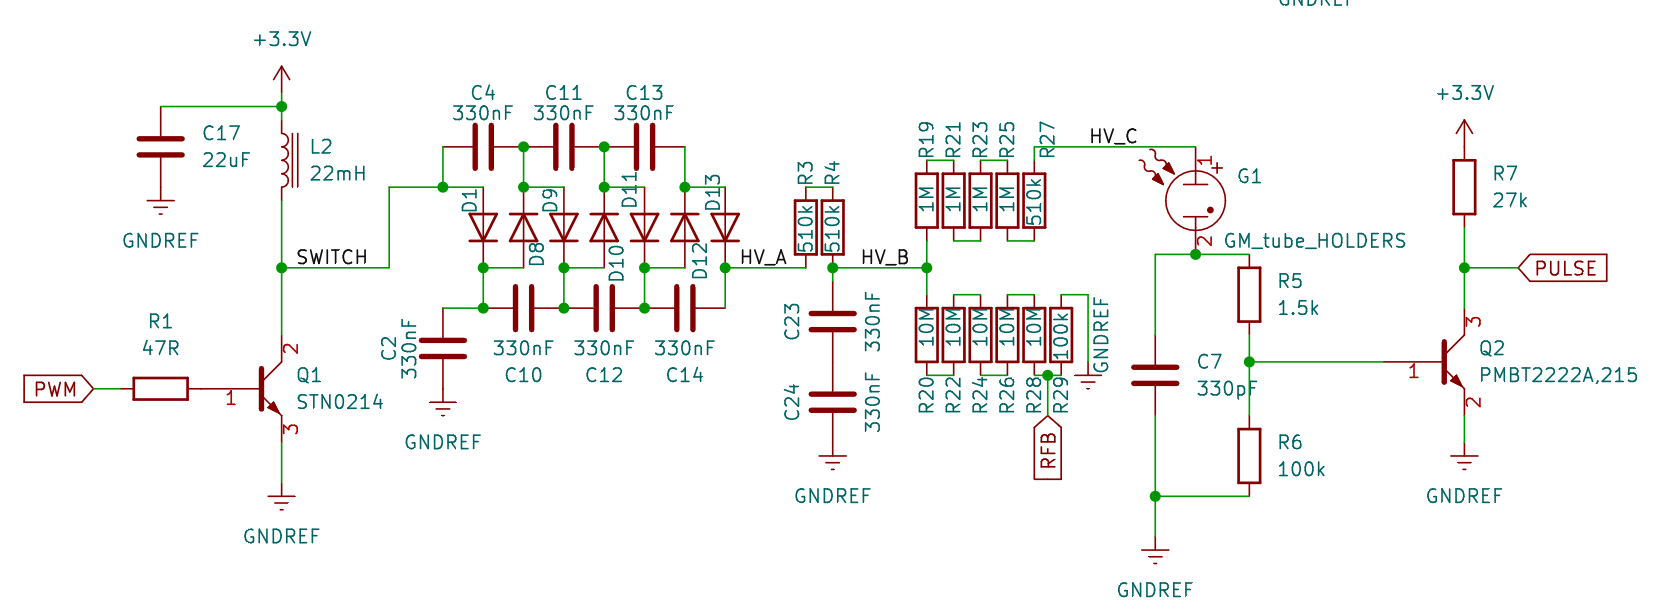 GNDREF
+3.3V
C17
22uF
GNDREF
L2
22mH
SWITCH
PWM
R1
47R
1
2
3
Q1
STN0214
GNDREF
C4
330nF
C11
330nF
C13
330nF
D1
D8
D9
D10
D11
D12
D13
C2
330nF
GNDREF
330nF
C10
330nF
C12
330nF
C14
HV_A
R3
510k
R4
510k
HV_B
C23
330nF
C24
330nF
GNDREF
R19
1M
R21
1M
R23
1M
R25
1M
R27
510k
HV_C
10M
R20
10M
R22
10M
R24
10M
R26
10M
R28
100k
R29
GNDREF
RFB
1
+
2
G1
GM_tube_HOLDERS
R5
1.5k
C7
330pF
R6
100k
GNDREF
+3.3V
R7
27k
PULSE
1
3
2
Q2
PMBT2222A,215
GNDREF